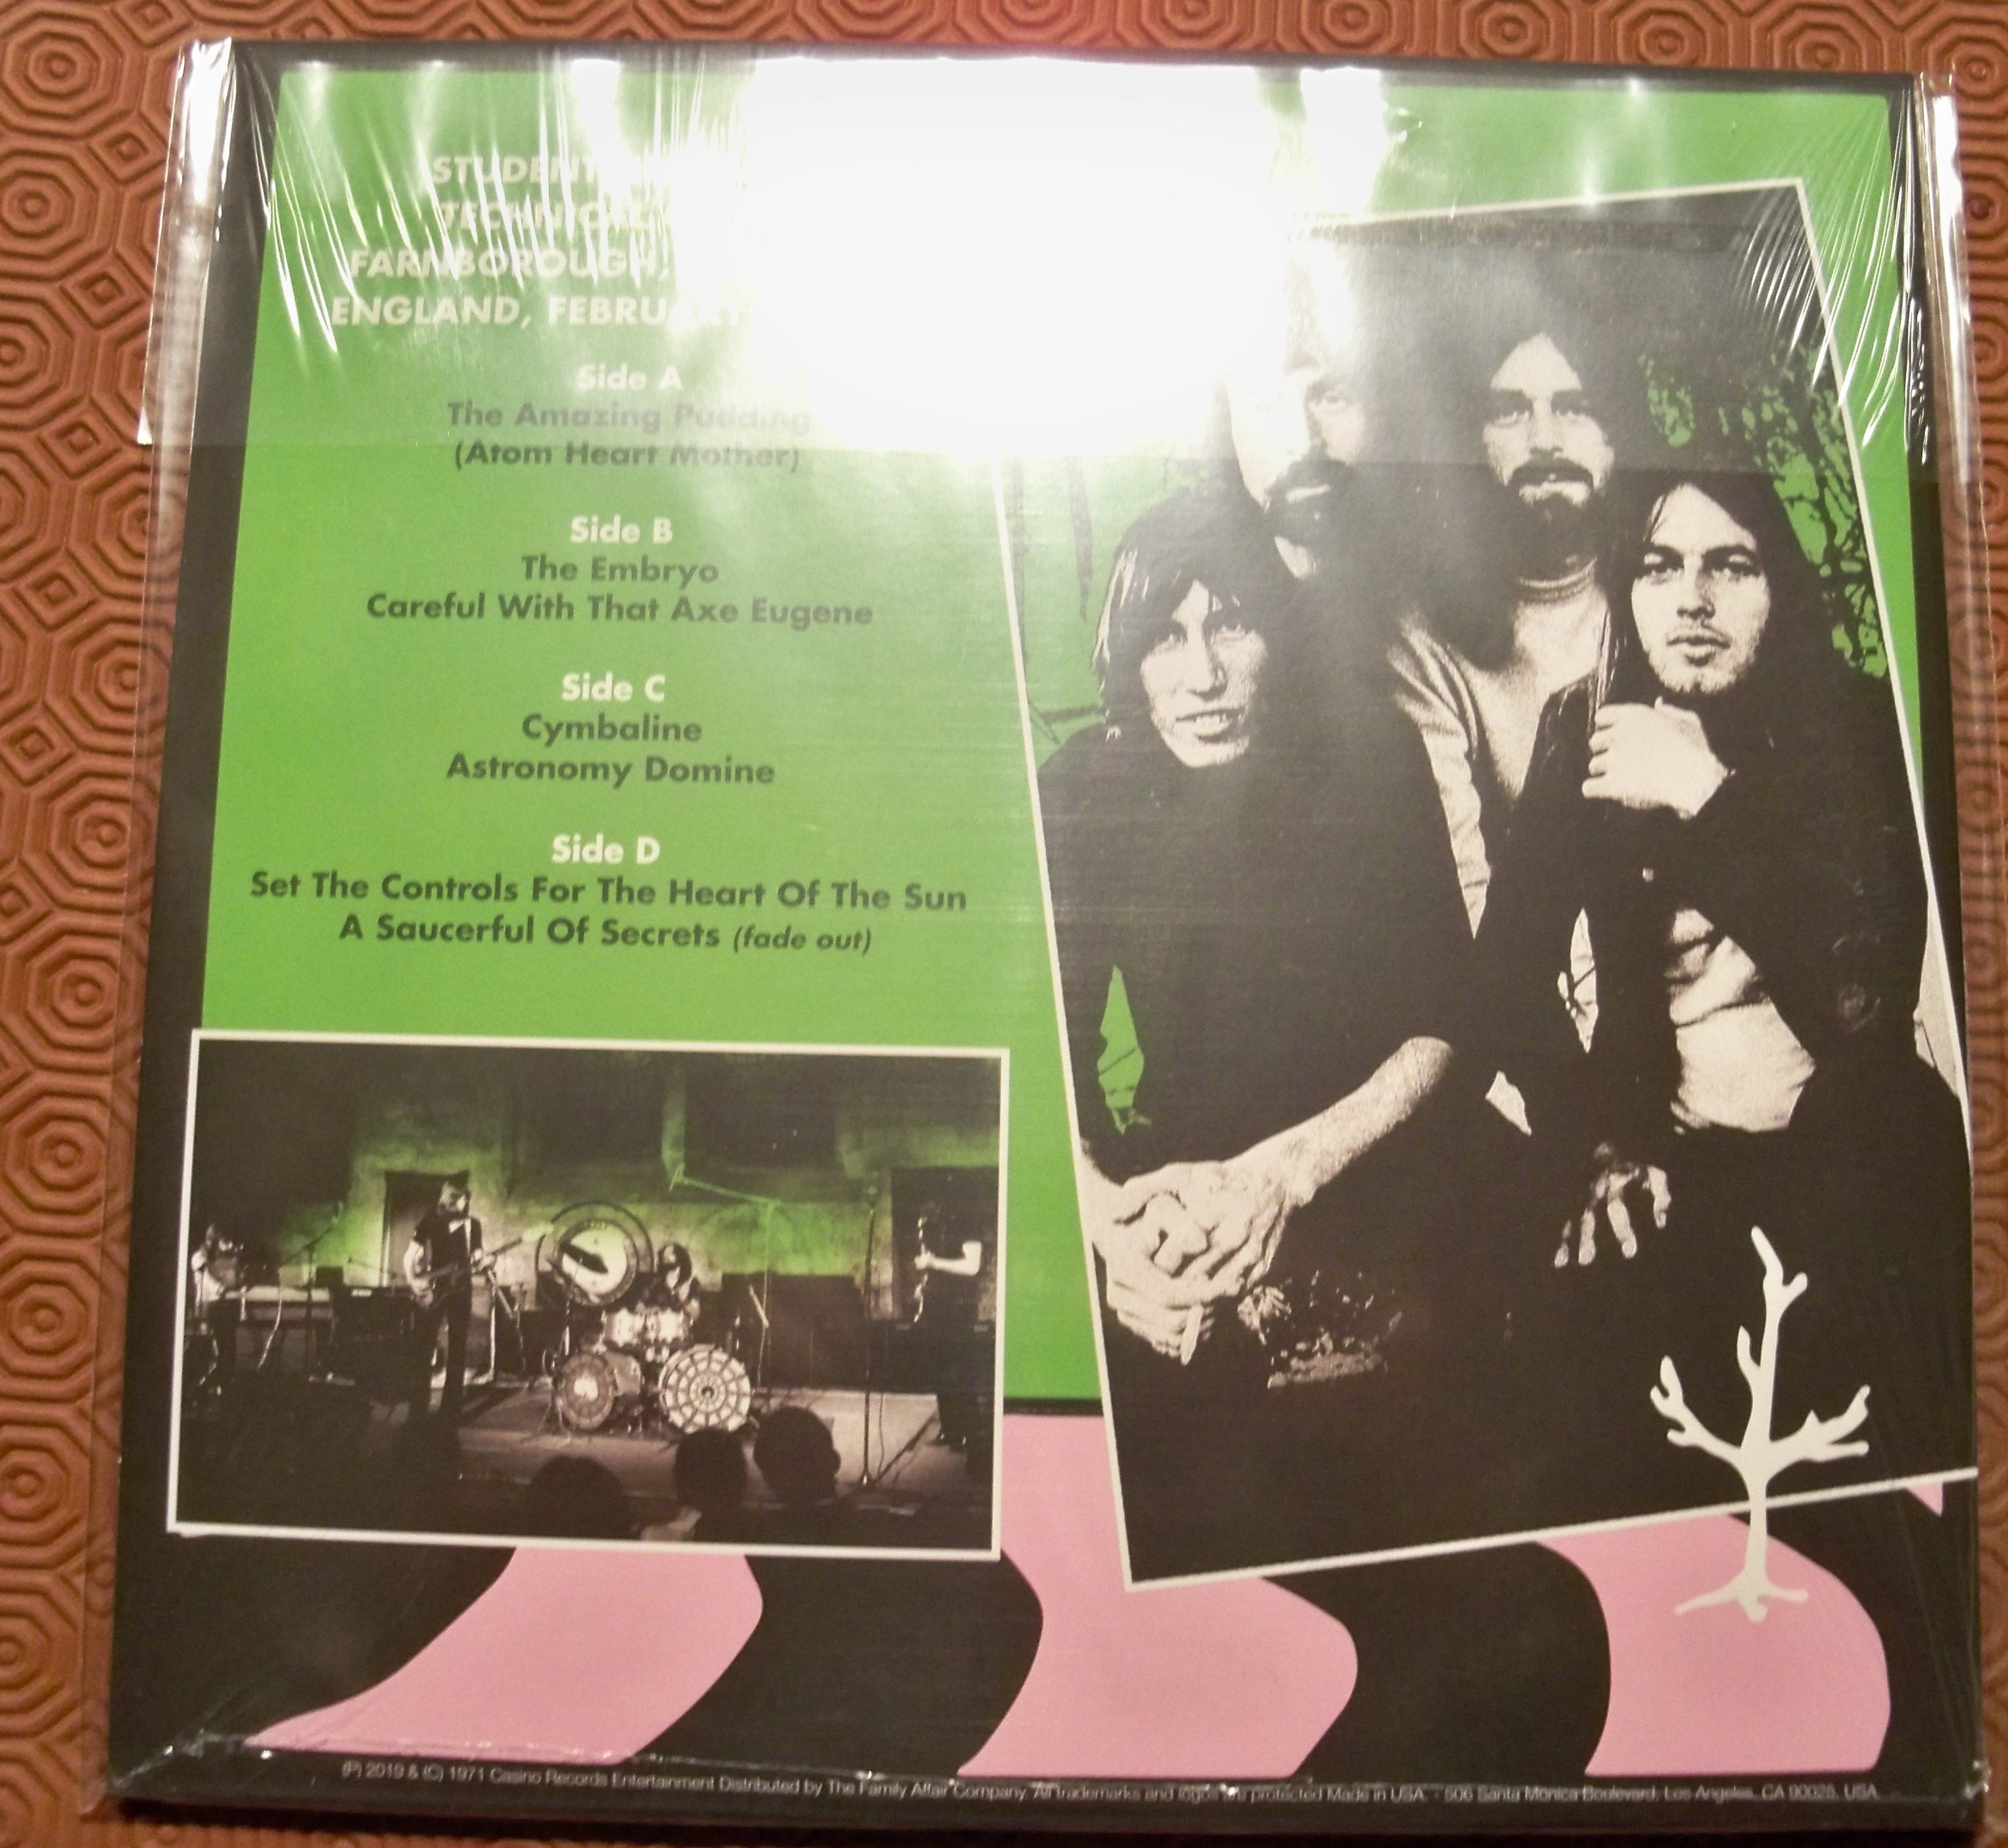 STUDENT
TECHNICAL
FARNBOROUGH,
ENGLAND, FEBRUARY
Side A
The Amazing Pudding
(Atom Heart Mother)
Side B
The Embryo
Careful With That Axe Eugene
Side C
Cymbaline
Astronomy Domine
Side D
Set The Controls For The Heart Of The Sun
A Saucerful Of Secrets (fade out)
(P) 2019 & (C) 1971 Casino Records Entertainment Distributed by The Family Affair Company. All trademarks and logos are protected Made in USA. - 506 Santa Monica Boulevard, Los Angeles, CA 90025, USA